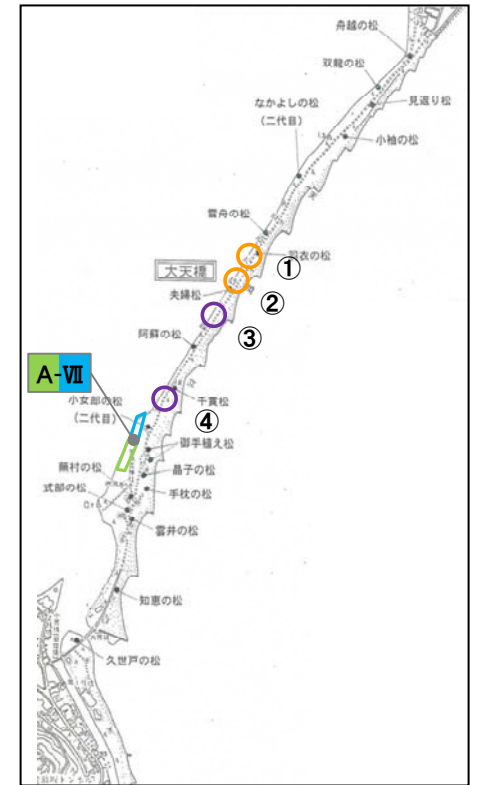 舟越の松
双龍の松
見返り松
なかよしの松
(二代目)
小袖の松
雪舟の松
羽衣の松
①
大天橋
②
夫婦松
③
阿蘇の松
A-Ⅶ
千貫松
小女郎の松
(二代目)
④
御手植え松
蕪村の松
晶子の松
式部の松
手枕の松
雲井の松
知恵の松
久世戸の松